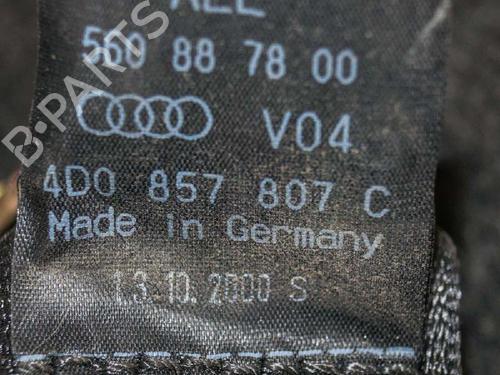 560 88 78 00
V04
4D0 857 807 C
Made in Germany
13.10.2000 S
B-PARTS